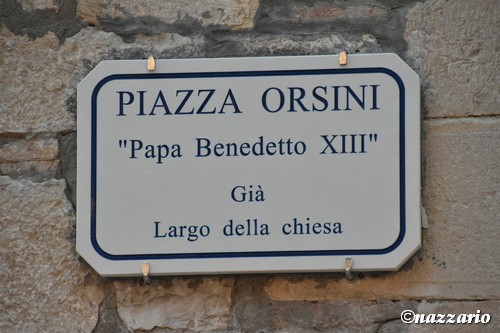 PIAZZA ORSINI
"Papa Benedetto XIII"
Già
Largo della chiesa
©nazzario